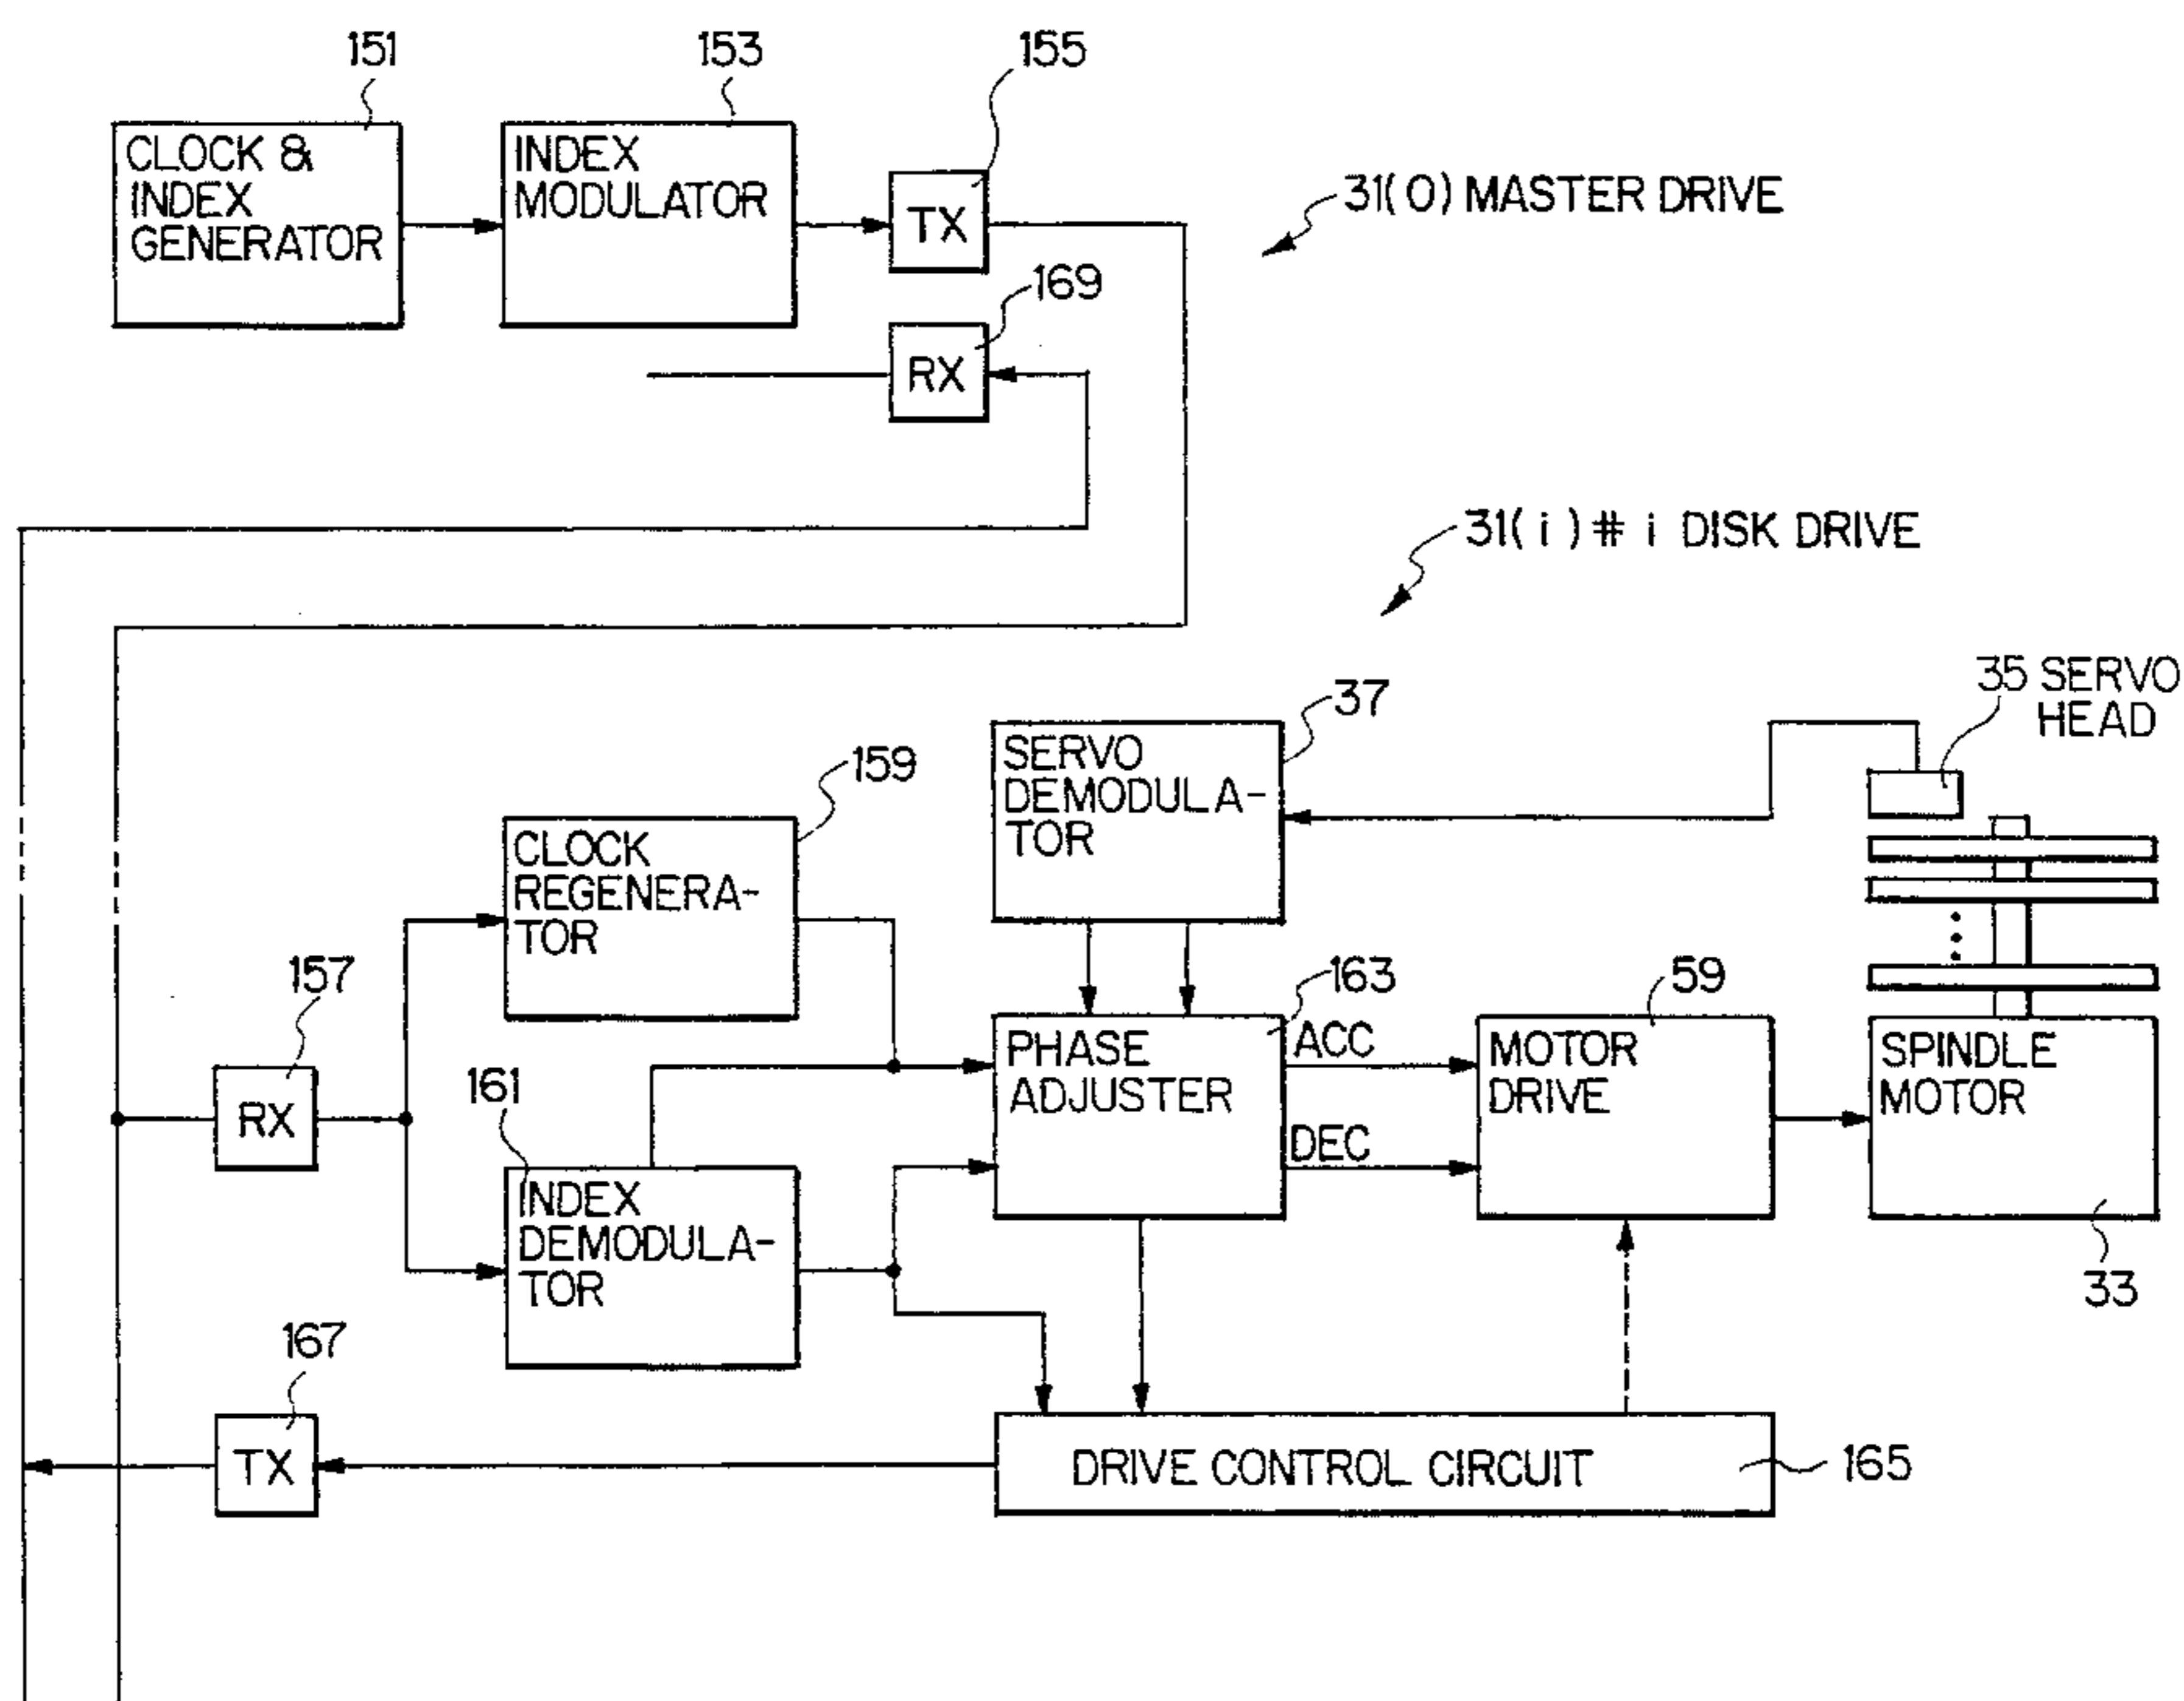 151
153
155
CLOCK &
INDEX
GENERATOR
INDEX
MODULATOR
TX
31(0) MASTER DRIVE
169
RX
31(i) # i DISK DRIVE
35 SERVO
HEAD
37
SERVO
DEMODULA-
TOR
159
CLOCK
REGENERA-
TOR
157
RX
161
INDEX
DEMODULA-
TOR
163
PHASE
ADJUSTER
ACC
DEC
59
MOTOR
DRIVE
SPINDLE
MOTOR
33
167
TX
DRIVE CONTROL CIRCUIT
165